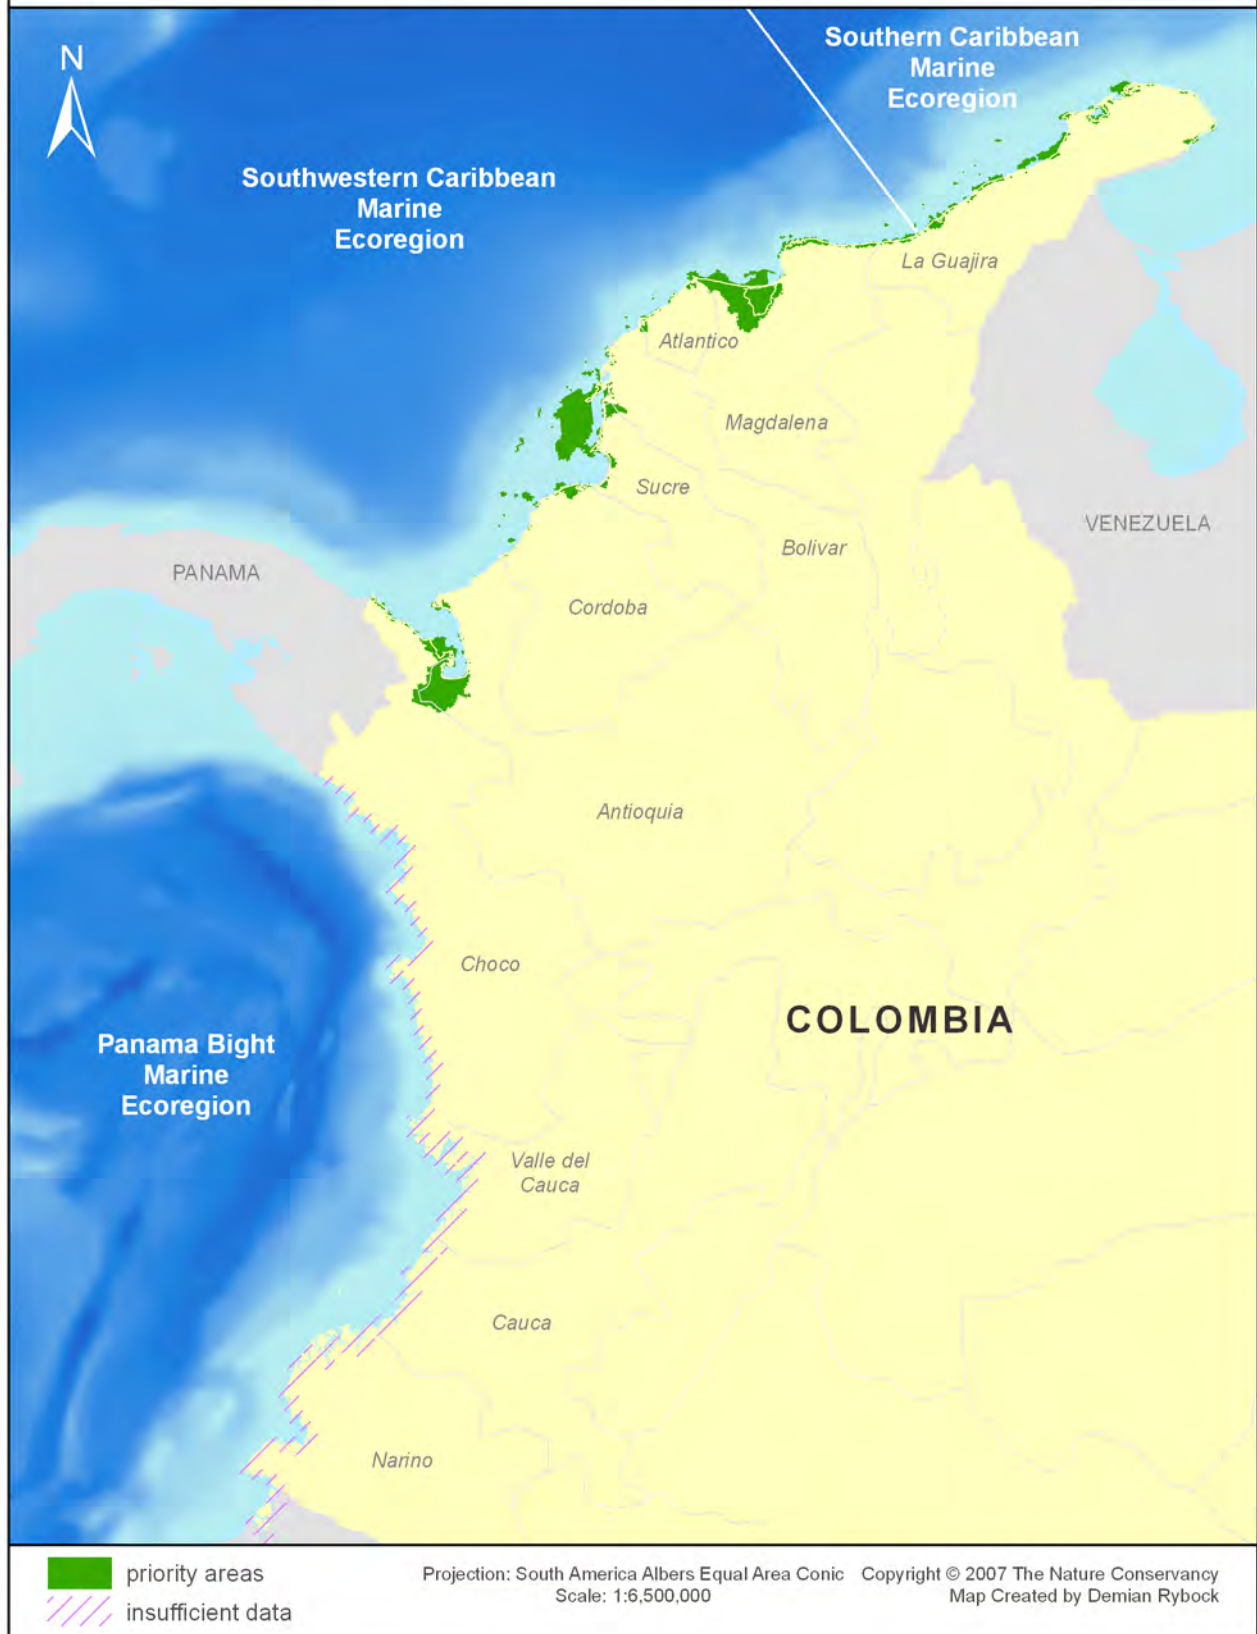 N
Southern Caribbean
Marine
Ecoregion
Southwestern Caribbean
Marine
Ecoregion
La Guajira
Atlantico
Magdalena
Sucre
VENEZUELA
Bolivar
PANAMA
Cordoba
Antioquia
Choco
COLOMBIA
Panama Bight
Marine
Ecoregion
Valle del
Cauca
Cauca
Narino
priority areas
insufficient data
Projection: South America Albers Equal Area Conic
Scale: 1:6,500,000
Copyright © 2007 The Nature Conservancy
Map Created by Demian Rybock